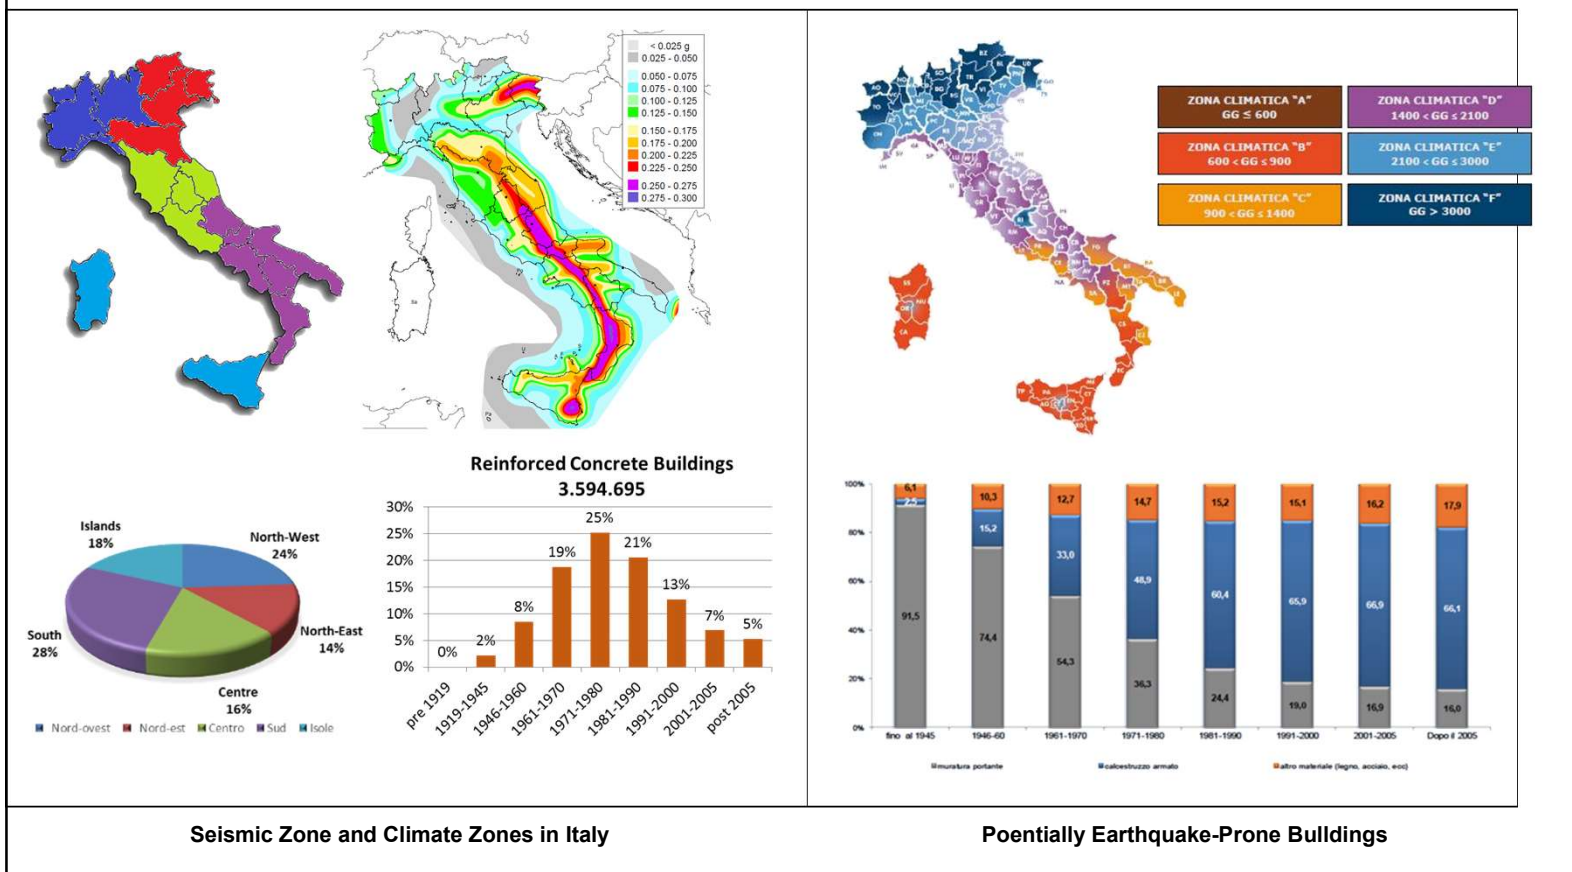 < 0.025 g
0.025 - 0.050
0.050 - 0.075
0.075 - 0.100
0.100 - 0.125
0.125 - 0.150
0.150 - 0.175
0.175 - 0.200
0.200 - 0.225
0.225 - 0.250
0.250 - 0.275
0.275 - 0.300
Islands
18%
North-West
24%
North-East
14%
South
28%
Centre
16%
Nord-ovest Nord-est Centro Sud Isole
Reinforced Concrete Buildings
3.594.695
30%
25%
20%
15%
10%
5%
0%
0% 2% 8% 19% 25% 21% 13% 7% 5%
pre 1919
1919-1945
1946-1960
1961-1970
1971-1980
1981-1990
1991-2000
2001-2005
post 2005
ZONA CLIMATICA "A"
GG ≤ 600
ZONA CLIMATICA "D"
1400 < GG ≤ 2100
ZONA CLIMATICA "B"
600 < GG ≤ 900
ZONA CLIMATICA "E"
2100 < GG ≤ 3000
ZONA CLIMATICA "C"
900 < GG ≤ 1400
ZONA CLIMATICA "F"
GG > 3000
100%
80%
60%
40%
20%
0%
6,1 10,3 12,7 14,7 15,2 15,1 16,2 17,9
2,5 15,2 33,0 48,9 60,4 65,9 66,9 66,1
91,5 74,4 54,3 36,3 24,4 19,0 16,9 16,0
fino al 1945 1946-60 1961-1970 1971-1980 1981-1990 1991-2000 2001-2005 Dopo il 2005
muratura portante calcestruzzo armato altro materiale (legno, acciaio, ecc)
Seismic Zone and Climate Zones in Italy
Poentially Earthquake-Prone Bulldings